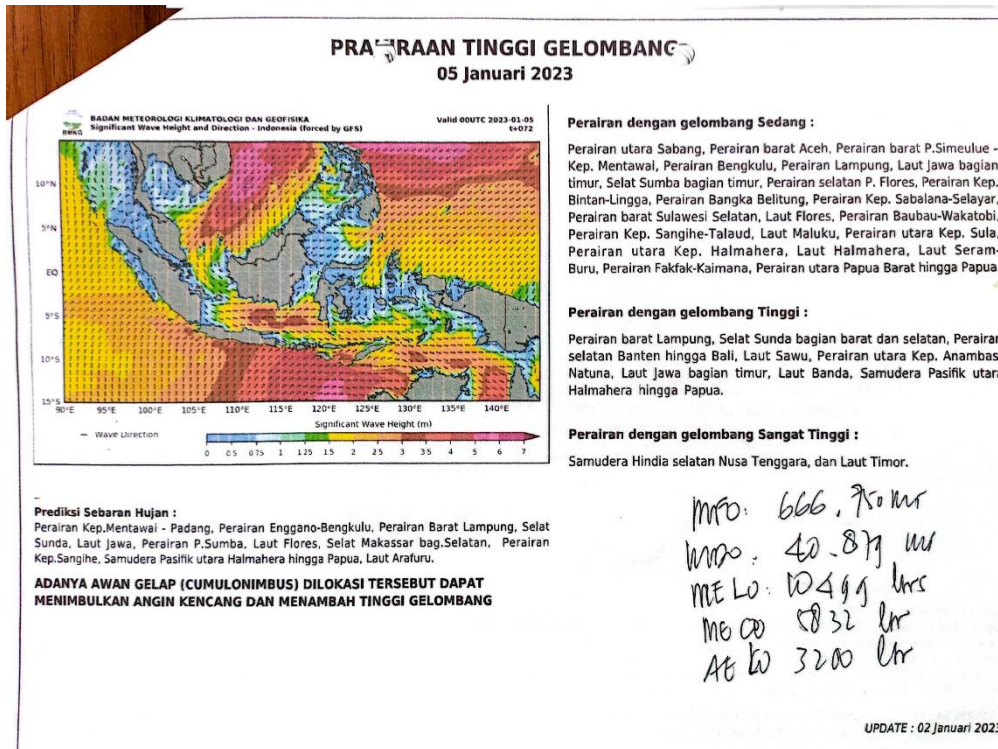 PRAKIRAAN TINGGI GELOMBANG
05 Januari 2023
BADAN METEOROLOGI KLIMATOLOGI DAN GEOFISIKA
Significant Wave Height and Direction - Indonesia (forced by GFS)
Valid 00UTC 2023-01-05
t+072
BMKG
10°N
5°N
EQ
5°S
10°S
15°S
90°E 95°E 100°E 105°E 110°E 115°E 120°E 125°E 130°E 135°E 140°E
Significant Wave Height (m)
Wave Direction
0 0.5 0.75 1 1.25 1.5 2 2.5 3 3.5 4 5 6 7
Prediksi Sebaran Hujan :
Perairan Kep.Mentawai - Padang, Perairan Enggano-Bengkulu, Perairan Barat Lampung, Selat
Sunda, Laut Jawa, Perairan P.Sumba, Laut Flores, Selat Makassar bag.Selatan, Perairan
Kep.Sangihe, Samudera Pasifik utara Halmahera hingga Papua, Laut Arafuru.
ADANYA AWAN GELAP (CUMULONIMBUS) DILOKASI TERSEBUT DAPAT
MENIMBULKAN ANGIN KENCANG DAN MENAMBAH TINGGI GELOMBANG
Perairan dengan gelombang Sedang :
Perairan utara Sabang, Perairan barat Aceh, Perairan barat P.Simeulue -
Kep. Mentawai, Perairan Bengkulu, Perairan Lampung, Laut Jawa bagian
timur, Selat Sumba bagian timur, Perairan selatan P. Flores, Perairan Kep.
Bintan-Lingga, Perairan Bangka Belitung, Perairan Kep. Sabalana-Selayar,
Perairan barat Sulawesi Selatan, Laut Flores, Perairan Baubau-Wakatobi,
Perairan Kep. Sangihe-Talaud, Laut Maluku, Perairan utara Kep. Sula,
Perairan utara Kep. Halmahera, Laut Halmahera, Laut Seram-
Buru, Perairan Fakfak-Kaimana, Perairan utara Papua Barat hingga Papua
Perairan dengan gelombang Tinggi :
Perairan barat Lampung, Selat Sunda bagian barat dan selatan, Perairan
selatan Banten hingga Bali, Laut Sawu, Perairan utara Kep. Anambas
Natuna, Laut Jawa bagian timur, Laut Banda, Samudera Pasifik utara
Halmahera hingga Papua.
Perairan dengan gelombang Sangat Tinggi :
Samudera Hindia selatan Nusa Tenggara, dan Laut Timor.
MFO: 666.750
MDO: 40.879
MELO: 10499 ltrs
5832 ltr
3200 ltr
UPDATE : 02 Januari 2023